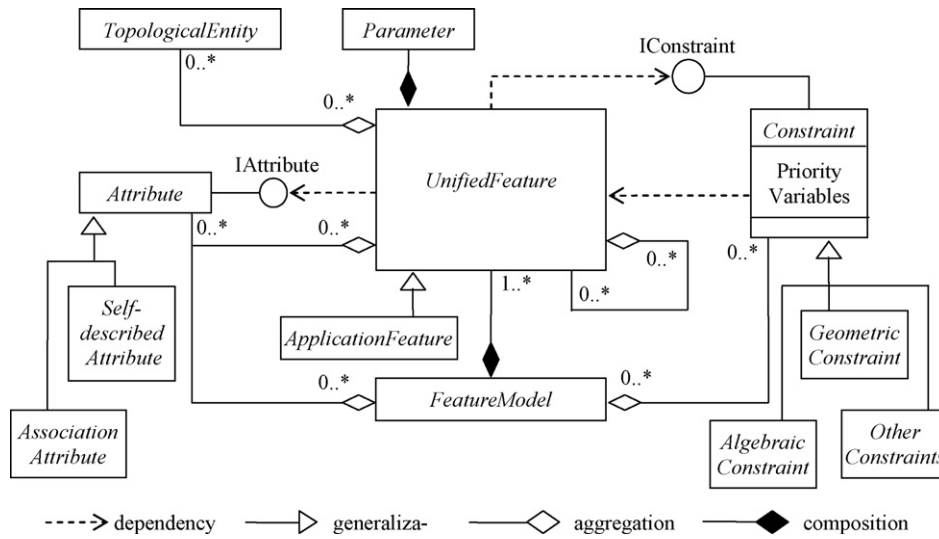 TopologicalEntity
Parameter
IConstraint
0..*
0..*
Constraint
Priority
Variables
IAttribute
UnifiedFeature
Attribute
0..*
0..*
0..*
0..*
1..*
0..*
Self-
described
Attribute
ApplicationFeature
Geometric
Constraint
0..*
0..*
FeatureModel
Association
Attribute
Algebraic
Constraint
Other
Constraints
dependency
generaliza-
aggregation
composition